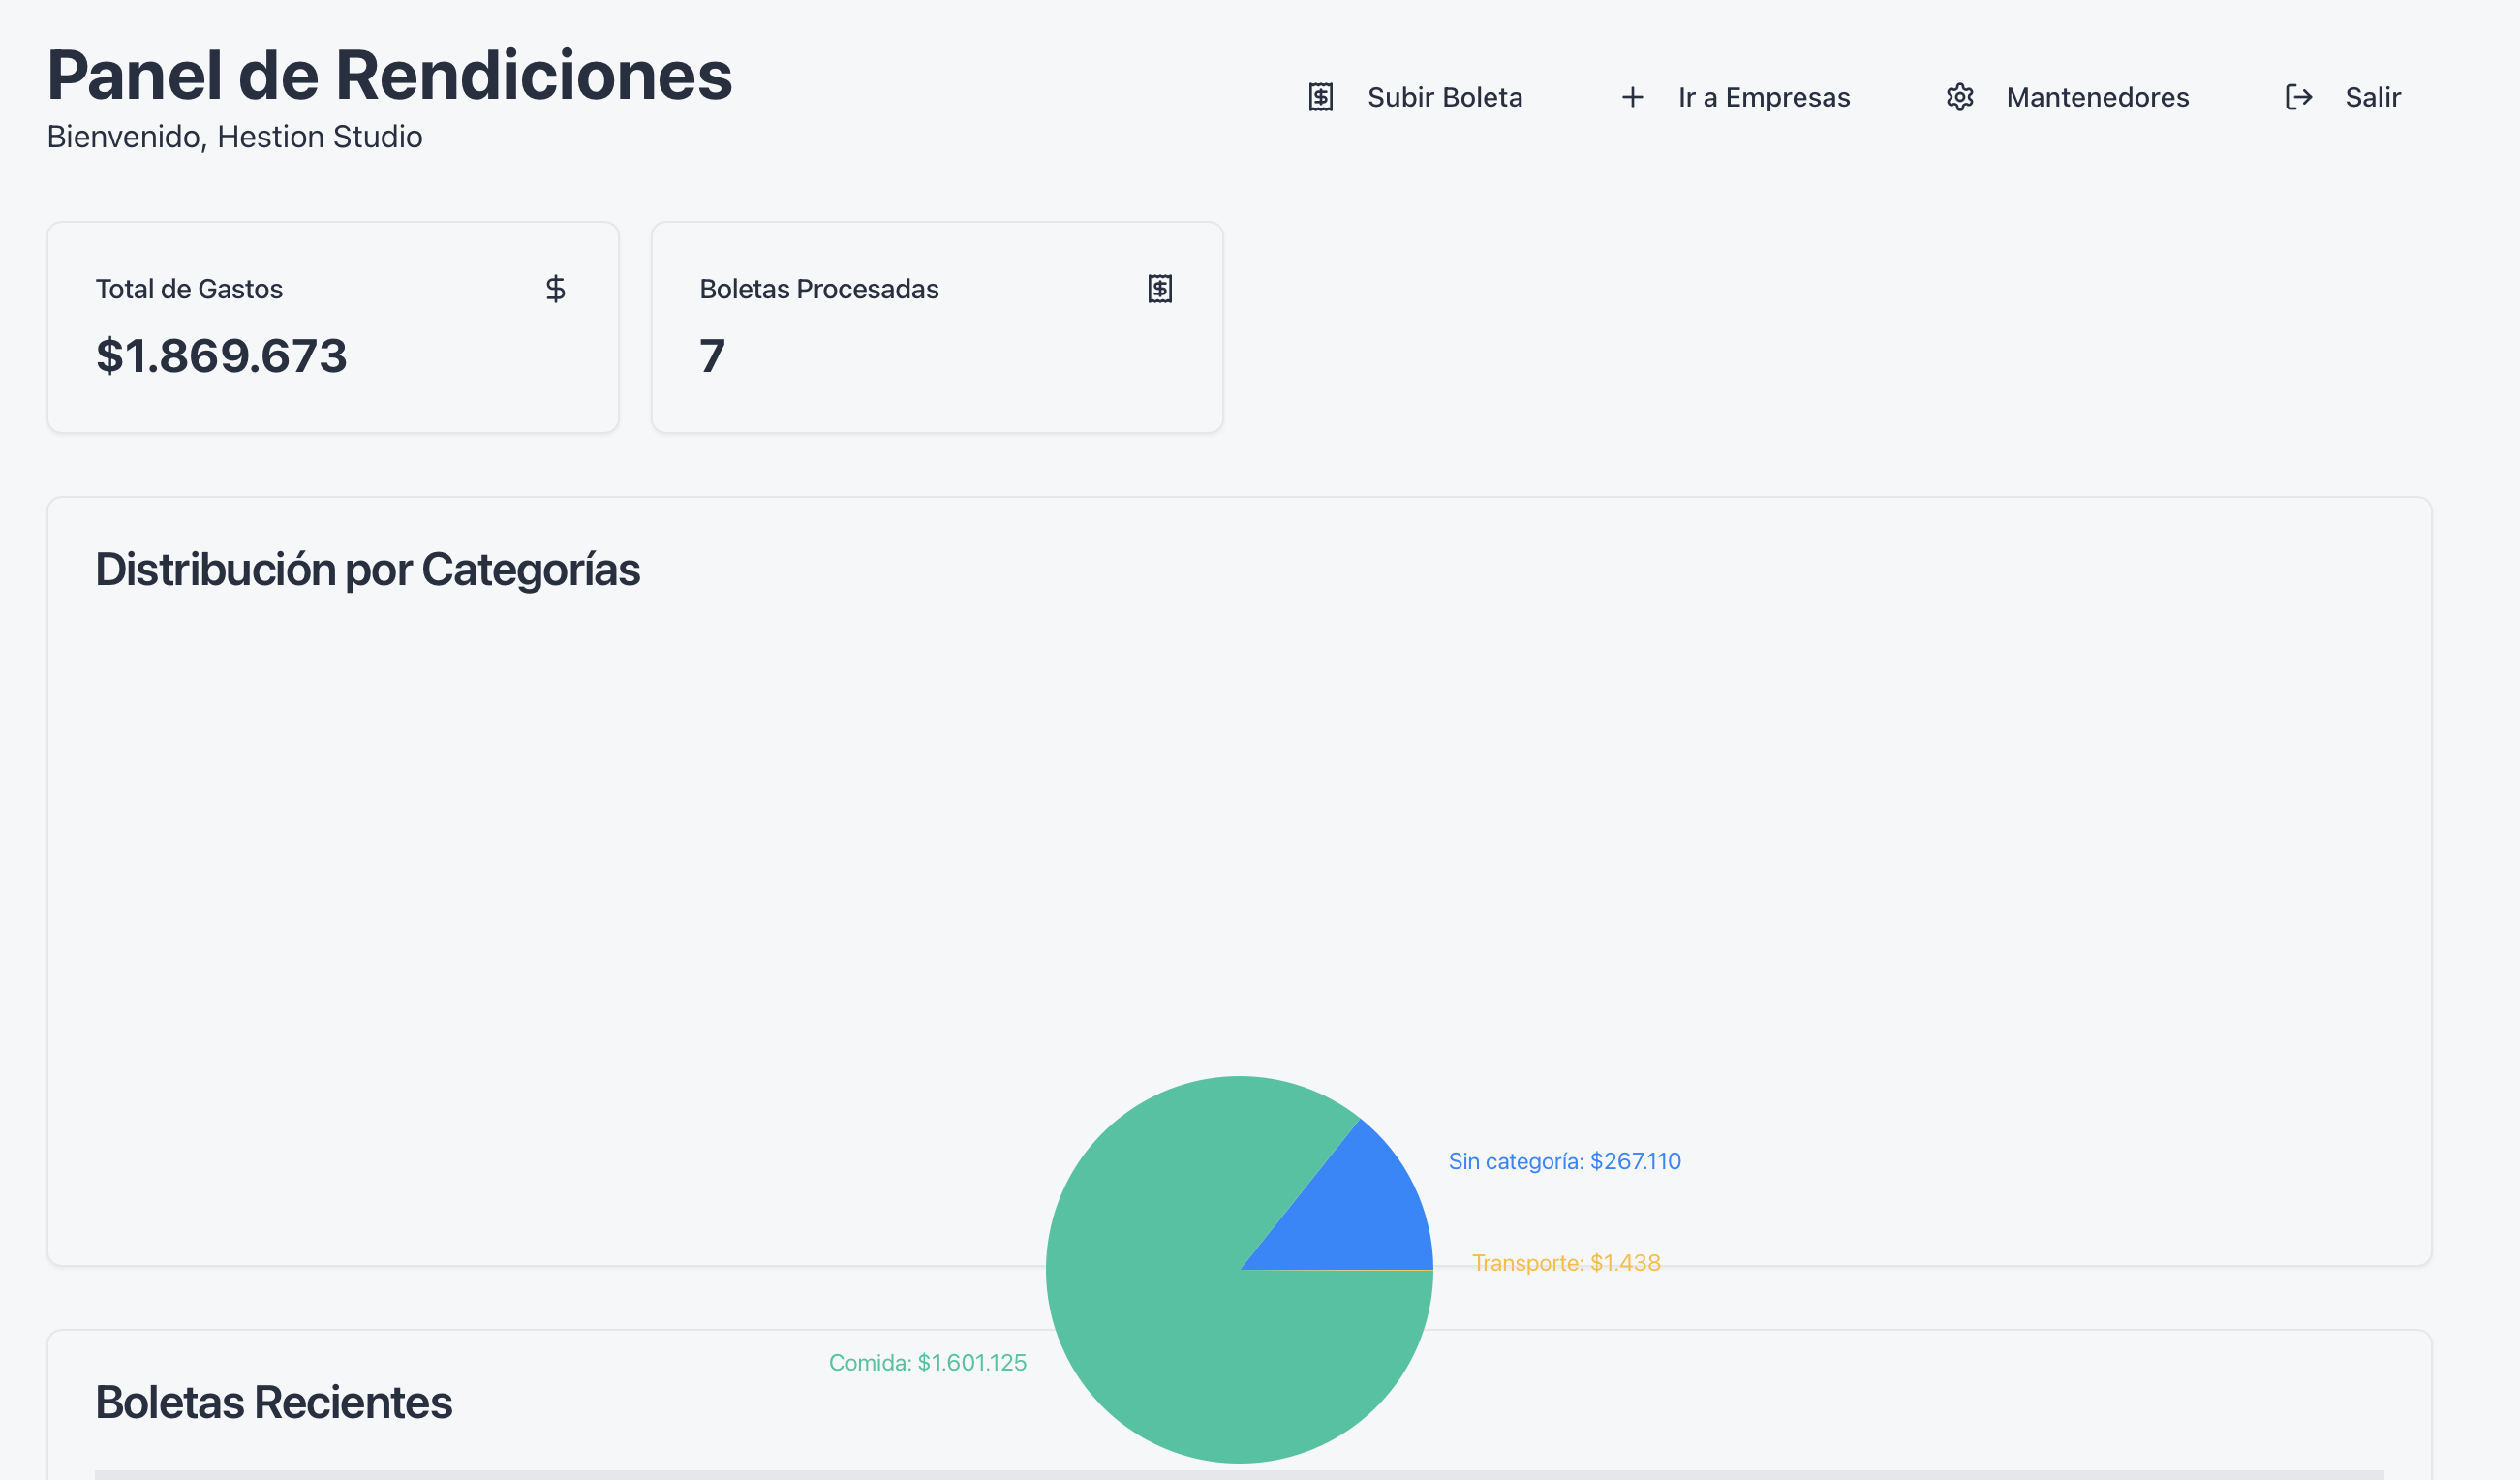 Panel de Rendiciones
Bienvenido, Hestion Studio
Subir Boleta
Ir a Empresas
Mantenedores
Salir
Total de Gastos
$1.869.673
Boletas Procesadas
7
Distribución por Categorías
Sin categoría: $267.110
Transporte: $1.438
Comida: $1.601.125
Boletas Recientes